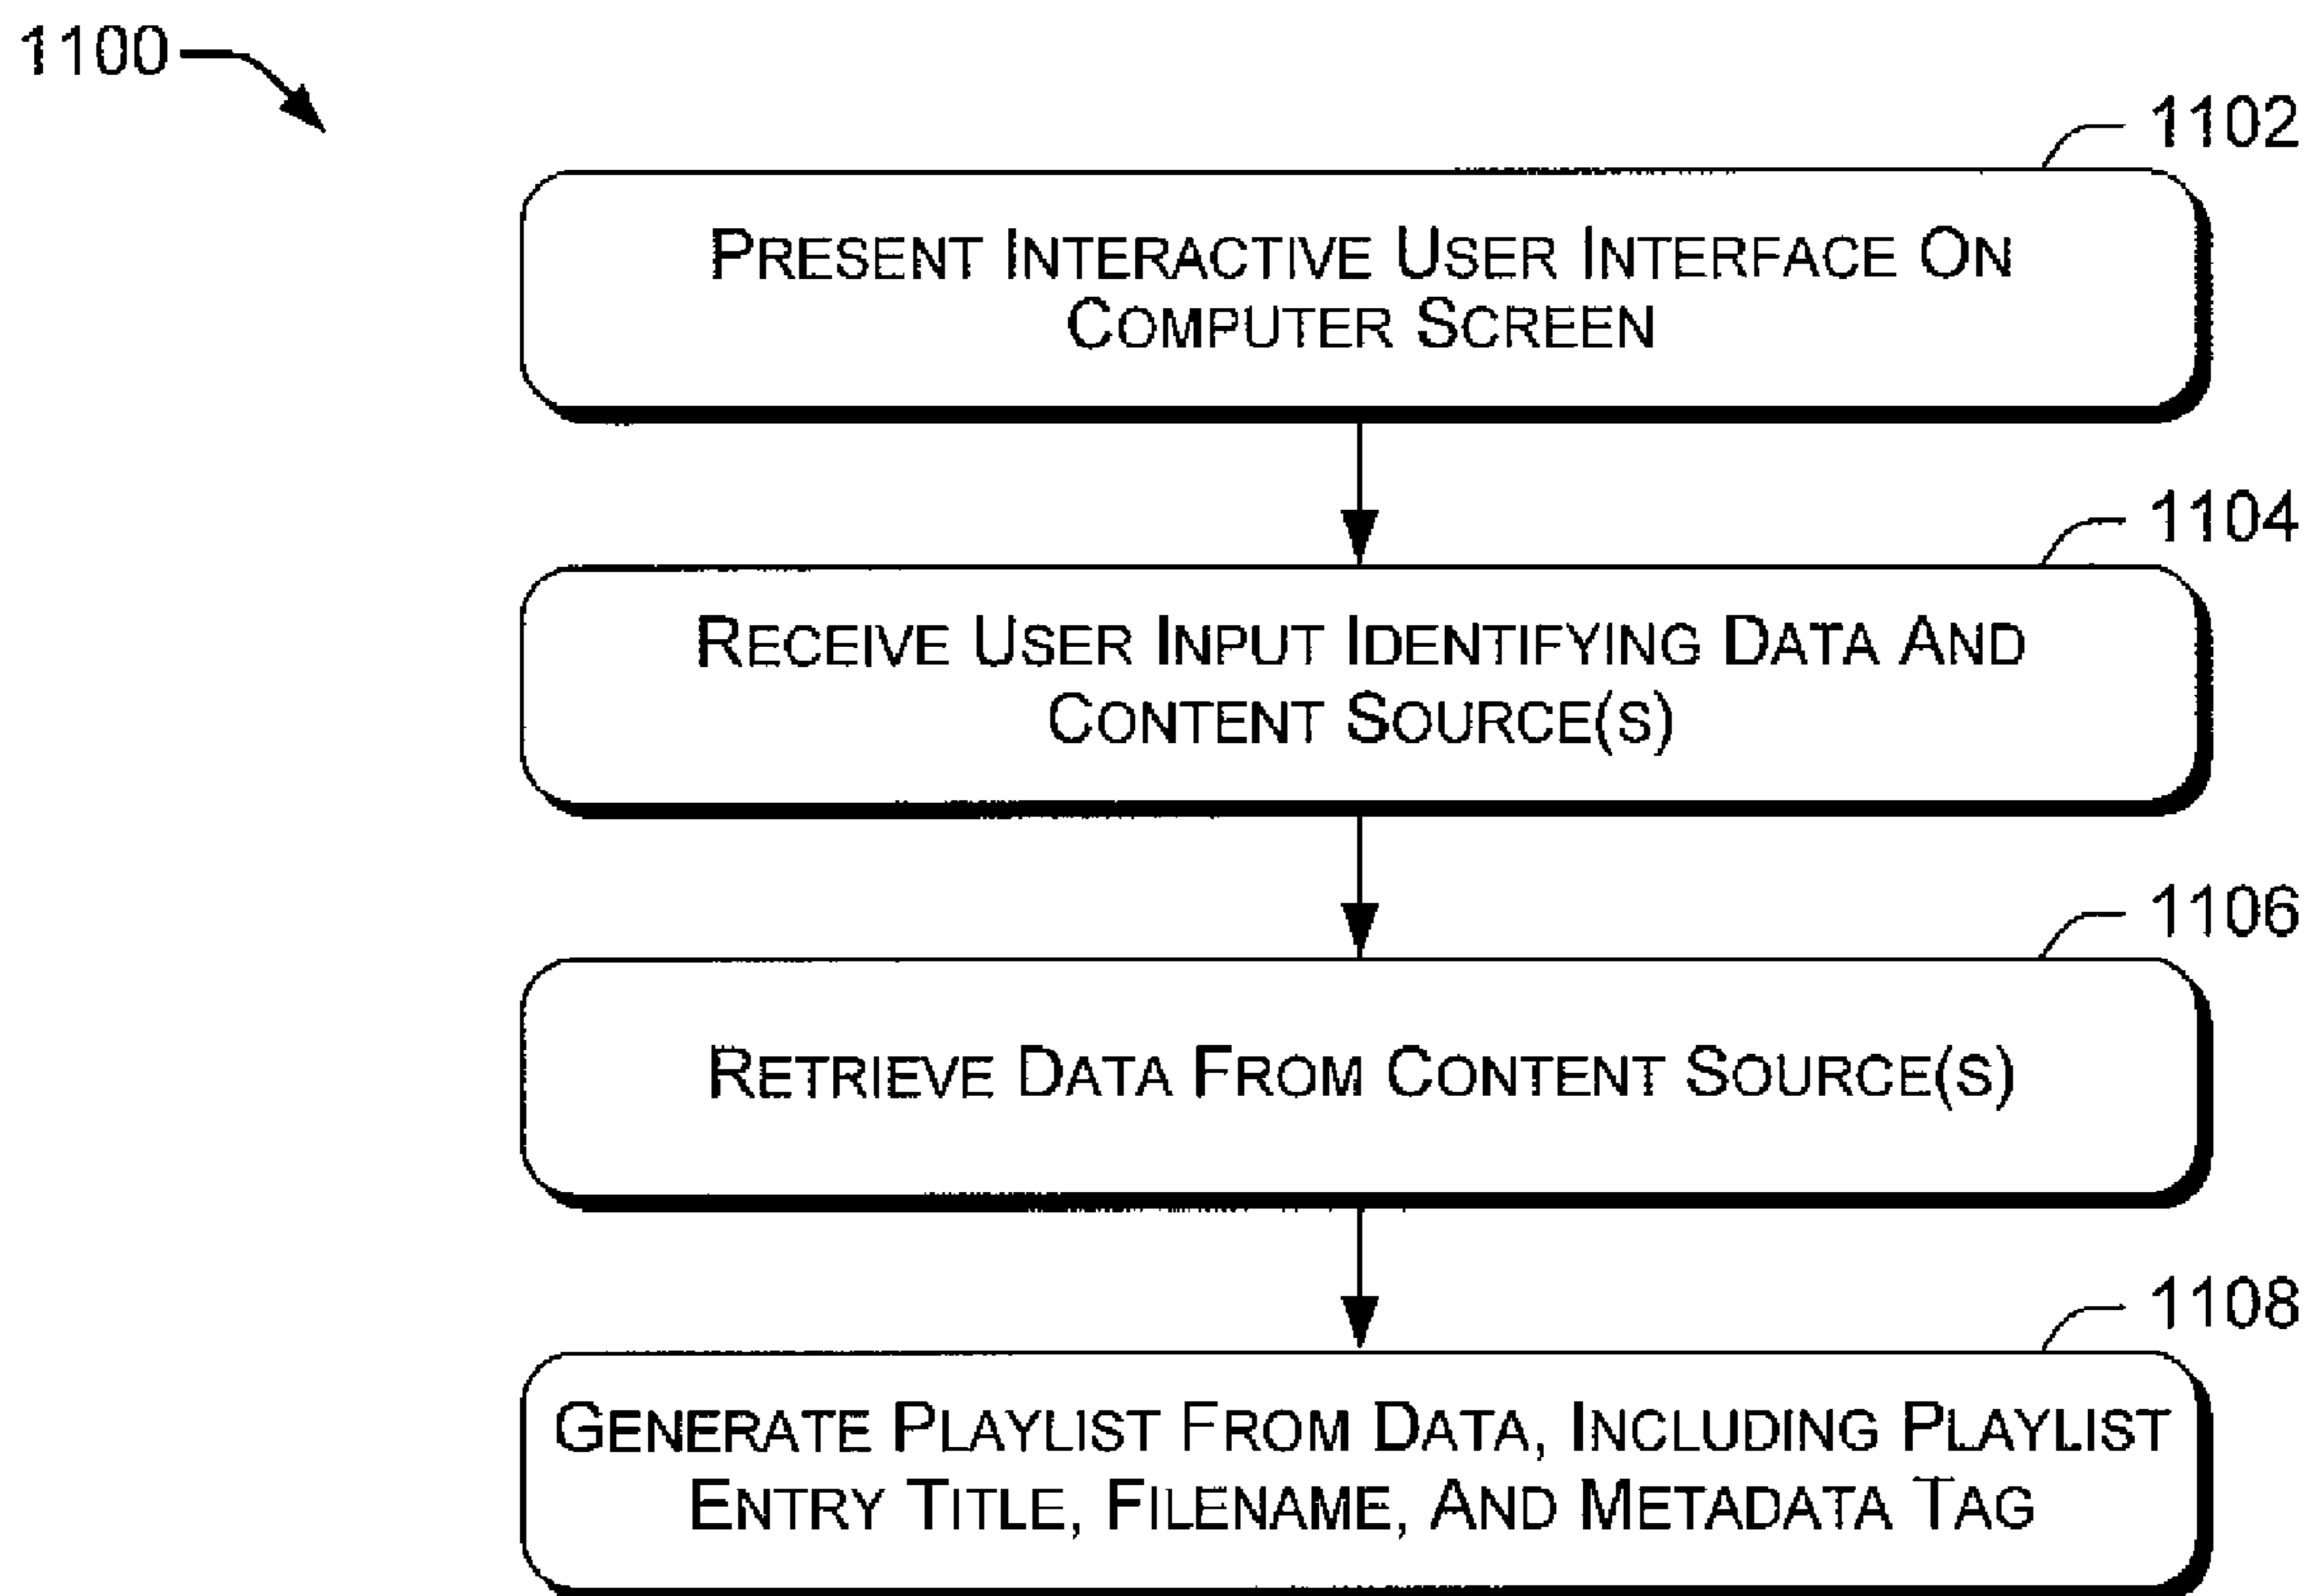 1100
1102
PRESENT INTERACTIVE USER INTERFACE ON
COMPUTER SCREEN
1104
RECEIVE USER INPUT IDENTIFYING DATA AND
CONTENT SOURCE(S)
1106
RETRIEVE DATA FROM CONTENT SOURCE(S)
1108
GENERATE PLAYLIST FROM DATA, INCLUDING PLAYLIST
ENTRY TITLE, FILENAME, AND METADATA TAG